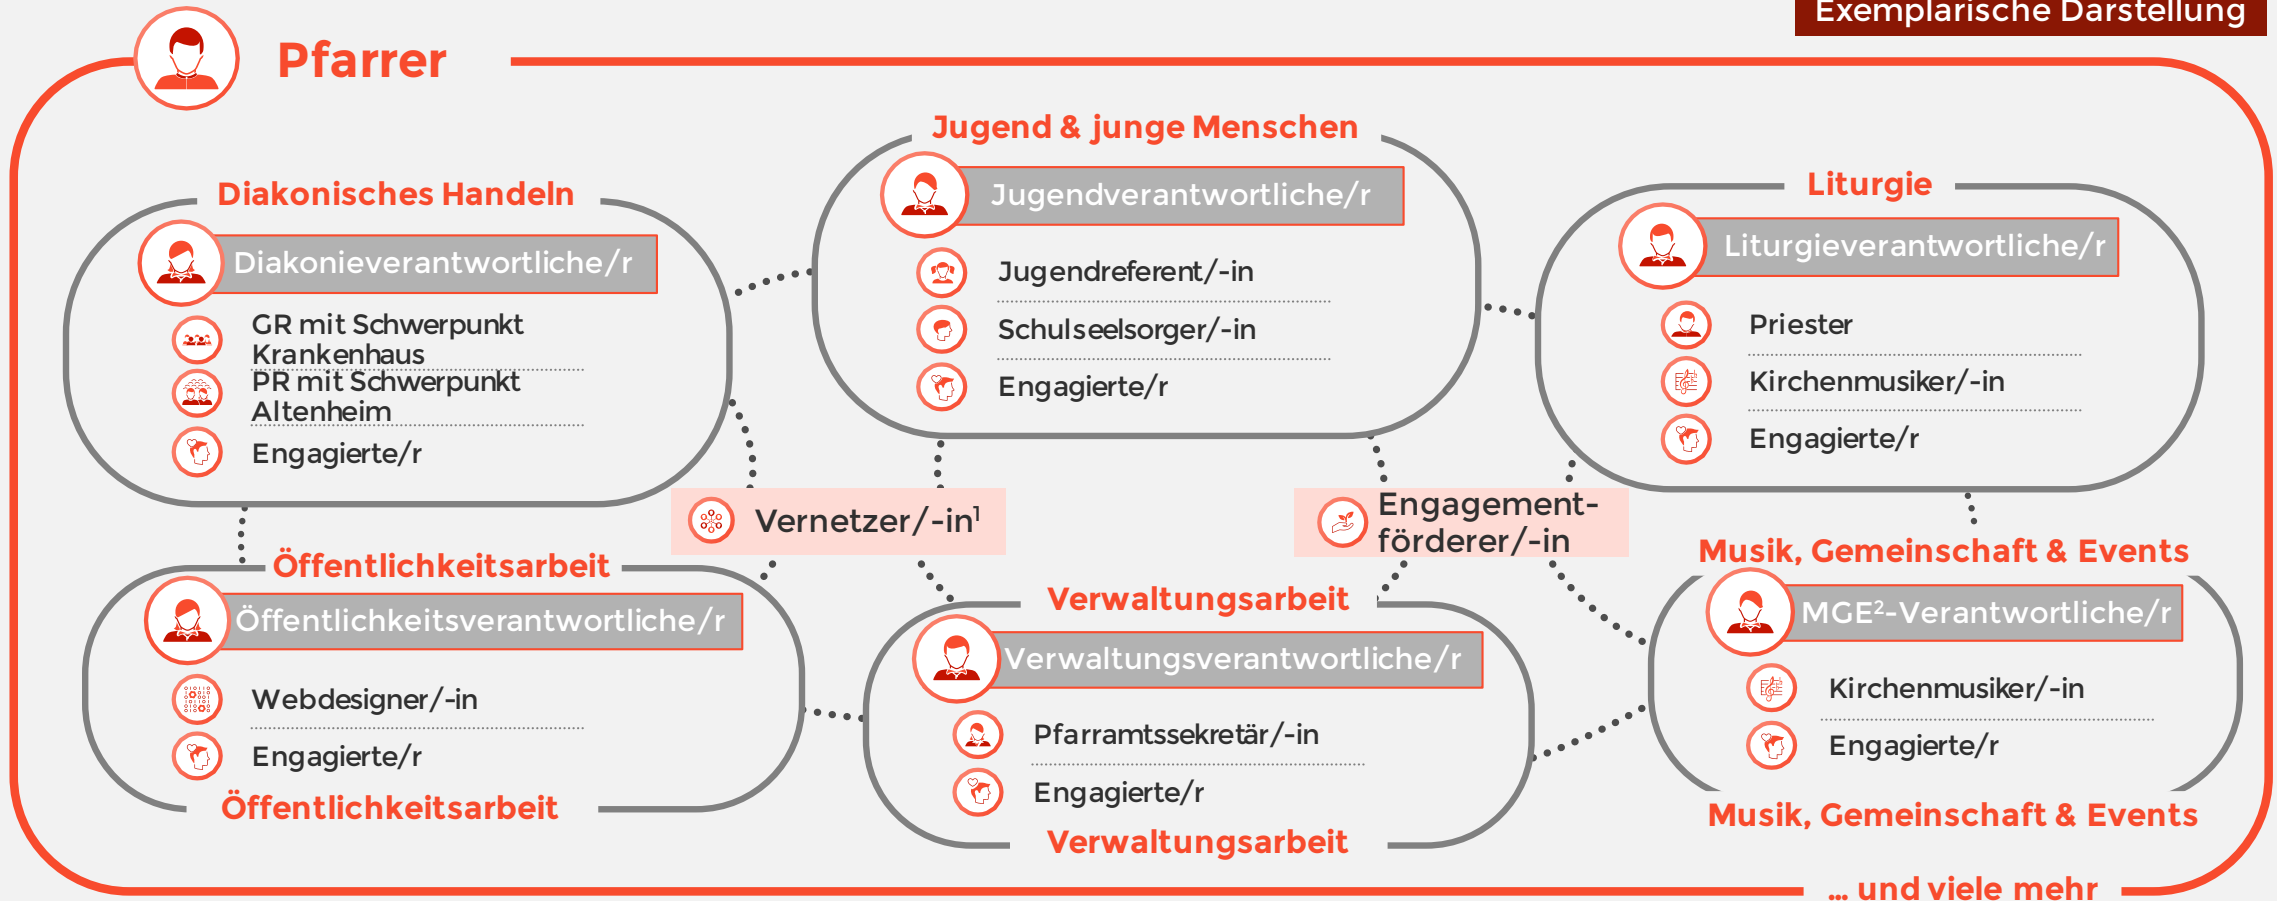 Exemplarische Darstellung
Pfarrer
Jugend & junge Menschen
Jugendverantwortliche/r
Jugendreferent/-in
Schulseelsorger/-in
Engagierte/r
Diakonisches Handeln
Diakonieverantwortliche/r
GR mit Schwerpunkt
Krankenhaus
PR mit Schwerpunkt
Altenheim
Engagierte/r
Liturgie
Liturgieverantwortliche/r
Priester
Kirchenmusiker/-in
Engagierte/r
Vernetzer/-in¹
Engagement-
förderer/-in
Öffentlichkeitsarbeit
Öffentlichkeitsverantwortliche/r
Webdesigner/-in
Engagierte/r
Öffentlichkeitsarbeit
Verwaltungsarbeit
Verwaltungsverantwortliche/r
Pfarramtssekretär/-in
Engagierte/r
Verwaltungsarbeit
Musik, Gemeinschaft & Events
MGE²-Verantwortliche/r
Kirchenmusiker/-in
Engagierte/r
Musik, Gemeinschaft & Events
... und viele mehr